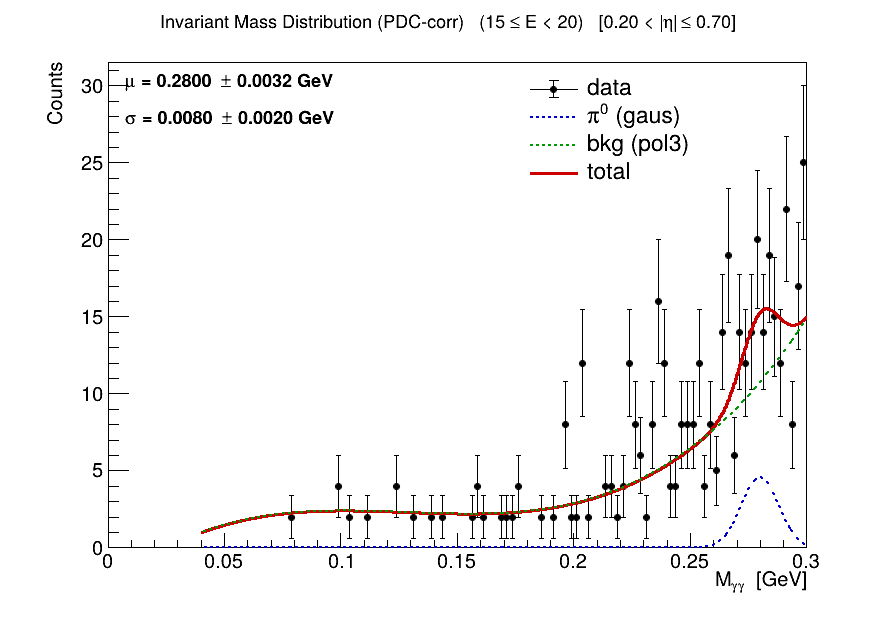 Invariant Mass Distribution (PDC-corr) (15 ≤ E < 20) [0.20 < |η| ≤ 0.70]
Counts
μ = 0.2800 ± 0.0032 GeV
σ = 0.0080 ± 0.0020 GeV
data
π⁰ (gaus)
bkg (pol3)
total
30
25
20
15
10
5
0
0 0.05 0.1 0.15 0.2 0.25 0.3
M_γγ [GeV]